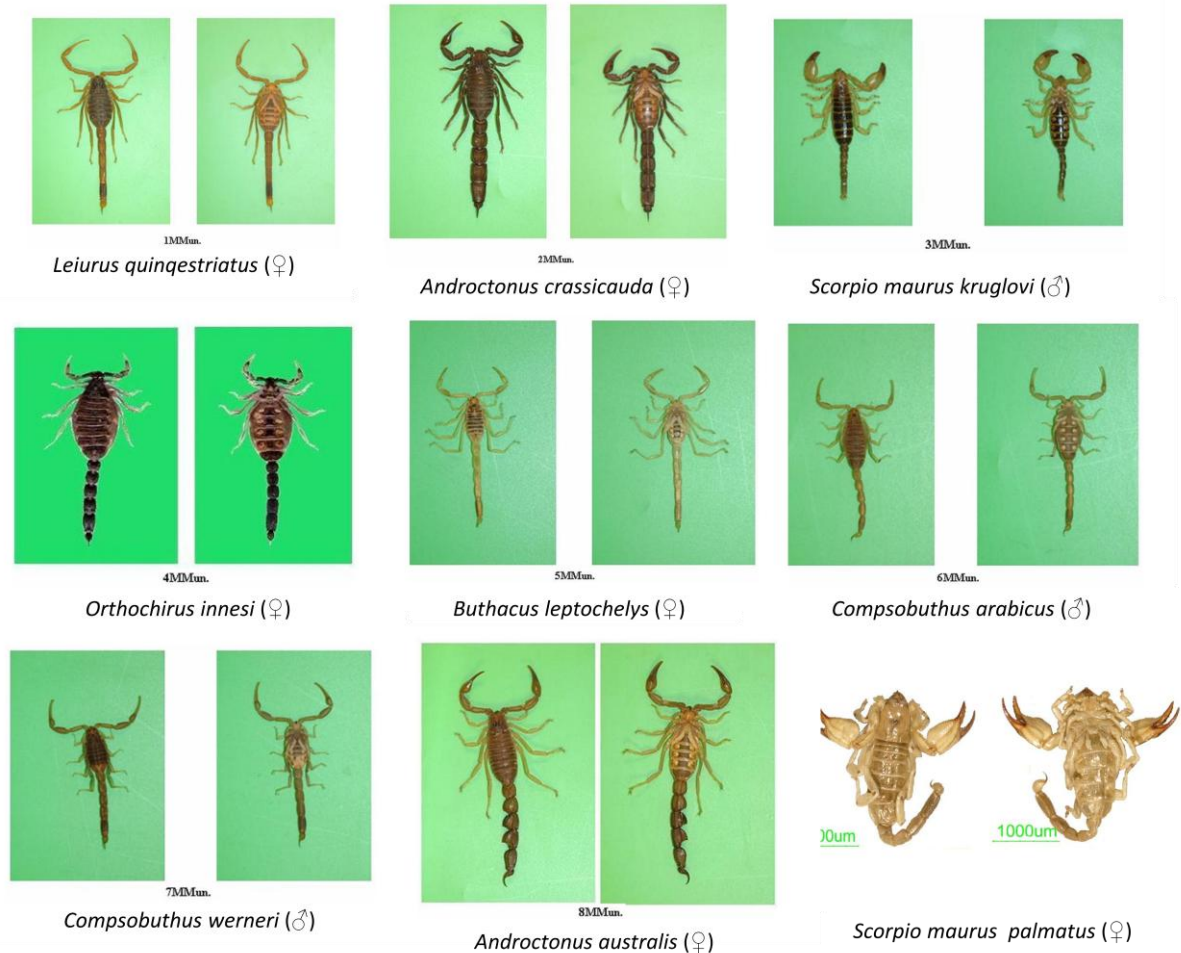 1MMun.
Leiurus quinqestriatus (♀)
2MMun.
Androctonus crassicauda (♀)
3MMun.
Scorpio maurus kruglovi (♂)
4MMun.
Orthochirus innesi (♀)
5MMun.
Buthacus leptochelys (♀)
6MMun.
Compsobuthus arabicus (♂)
7MMun.
Compsobuthus werneri (♂)
8MMun.
Androctonus australis (♀)
00um
1000um
Scorpio maurus palmatus (♀)